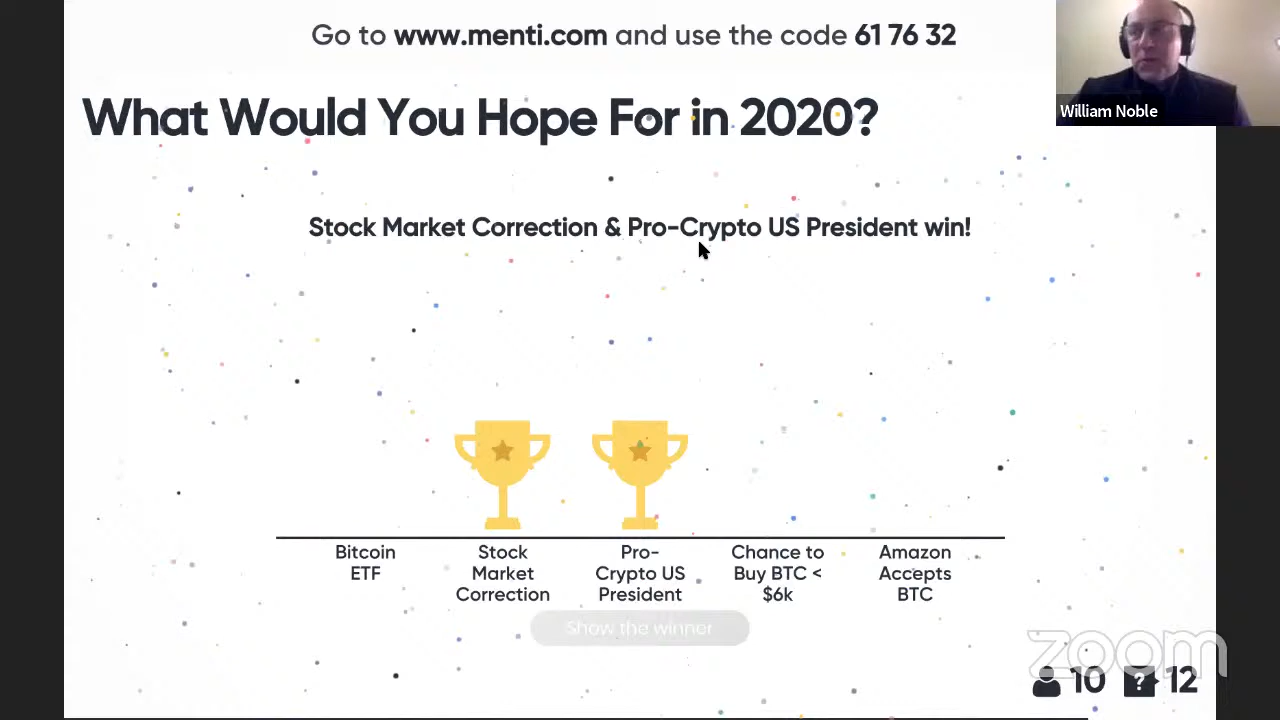 Go to www.menti.com and use the code 61 76 32
William Noble
What Would You Hope For in 2020?
Stock Market Correction & Pro-Crypto US President win!
Bitcoin
ETF
Stock
Market
Correction
Pro-
Crypto US
President
Chance to
Buy BTC <
$6k
Amazon
Accepts
BTC
Show the winner
zoom
10
? 12